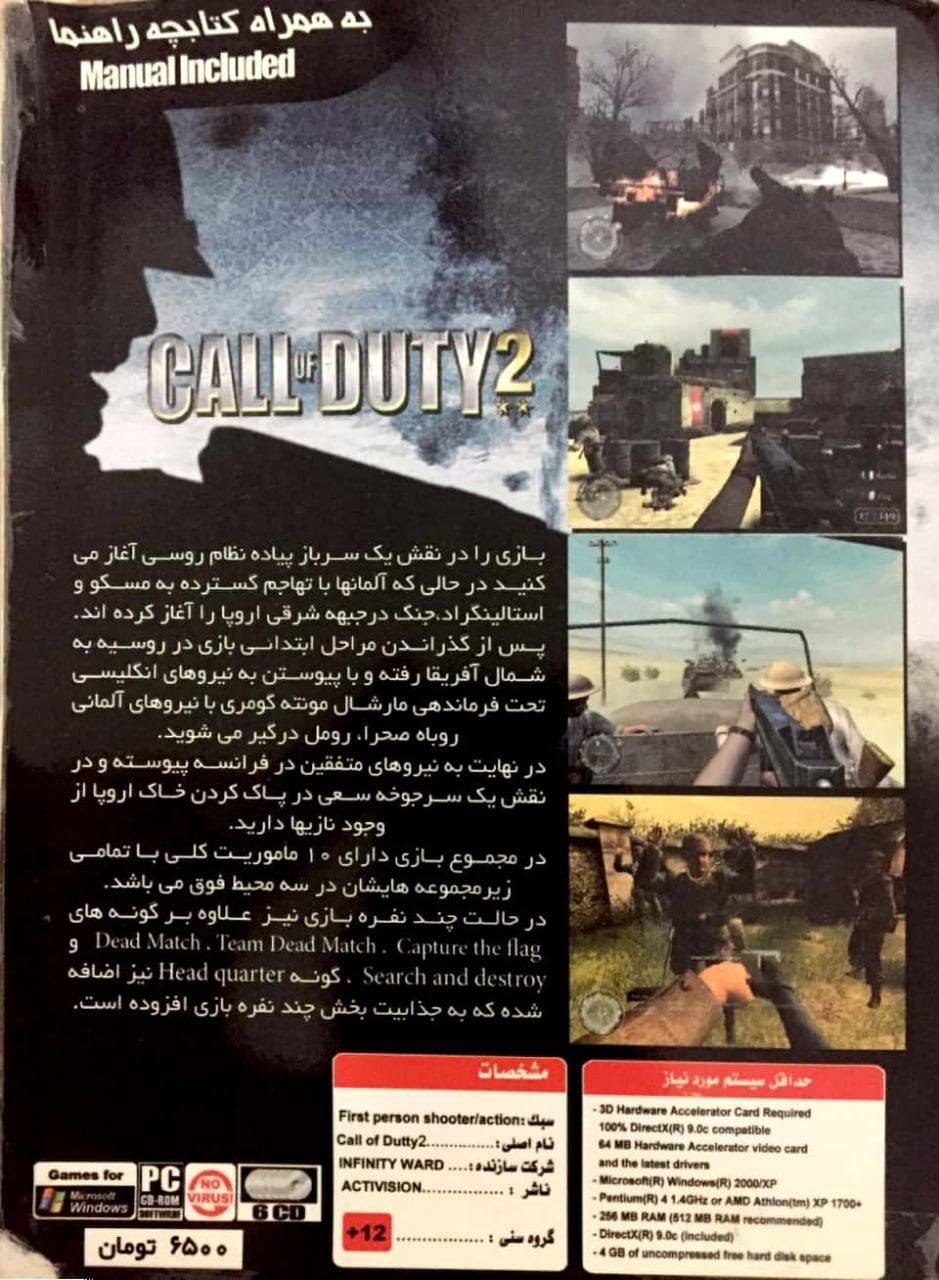 به همراه کتابچه راهنما
Manual Included
CALL OF DUTY 2
بازی را در نقش یک سرباز پیاده نظام روسی آغاز می
کنید در حالی که آلمانها با تهاجم گسترده به مسکو و
استالینگراد،جنگ درجبهه شرقی اروپا را آغاز کرده اند.
پس از گذراندن مراحل ابتدائی بازی در روسیه به
شمال آفریقا رفته و با پیوستن به نیروهای انگلیسی
تحت فرماندهی مارشال مونته گومری با نیروهای آلمانی
روباه صحرا، رومل درگیر می شوید.
در نهایت به نیروهای متفقین در فرانسه پیوسته و در
نقش یک سرجوخه سعی در پاک کردن خاک اروپا از
وجود نازیها دارید.
در مجموع بازی دارای ۱۰ ماموریت کلی با تمامی
زیرمجموعه هایشان در سه محیط فوق می باشد.
در حالت چند نفره بازی نیز علاوه بر گونه های
Dead Match . Team Dead Match . Capture the flag و
Search and destroy . گونه Head quarter نیز اضافه
شده که به جذابیت بخش چند نفره بازی افزوده است.
مشخصات
سبک:First person shooter/action
نام اصلی:..............Call of Dutty2
شرکت سازنده:....INFINITY WARD
ناشر :................ACTIVISION
گروه سنی : ................ +12
حداقل سیستم مورد نیاز
- 3D Hardware Accelerator Card Required
100% DirectX(R) 9.0c compatible
64 MB Hardware Accelerator video card
and the latest drivers
- Microsoft(R) Windows(R) 2000/XP
- Pentium(R) 4 1.4GHz or AMD Athlon(tm) XP 1700+
- 256 MB RAM (512 MB RAM recommended)
- DirectX(R) 9.0c (included)
- 4 GB of uncompressed free hard disk space
Games for
Microsoft
Windows
PC
CD-ROM
SOFTWARE
NO
VIRUS!
6 CD
۶۵۰۰ تومان